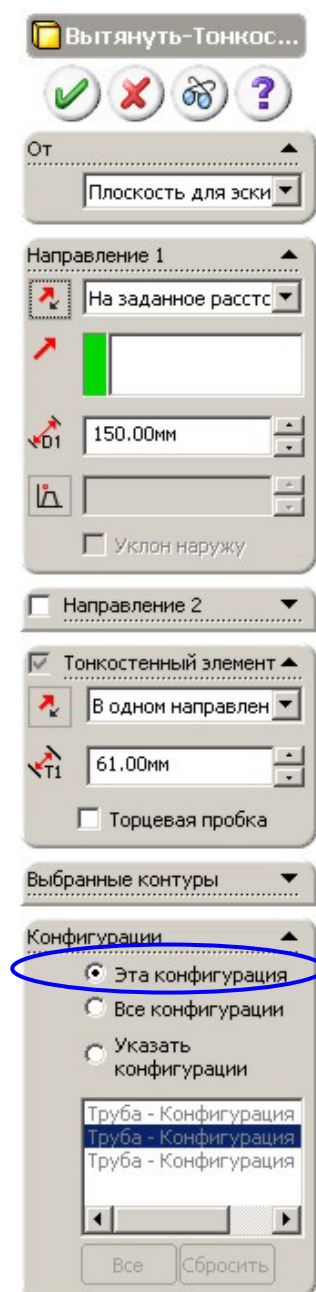 Вытянуть-Тонкос...
От
Плоскость для эски
Направление 1
На заданное расстс
D1
150.00мм
Уклон наружу
Направление 2
Тонкостенный элемент
В одном направлен
T1
61.00мм
Торцевая пробка
Выбранные контуры
Конфигурации
Эта конфигурация
Все конфигурации
Указать
конфигурации
Труба - Конфигурация
Труба - Конфигурация
Труба - Конфигурация
Все
Сбросить